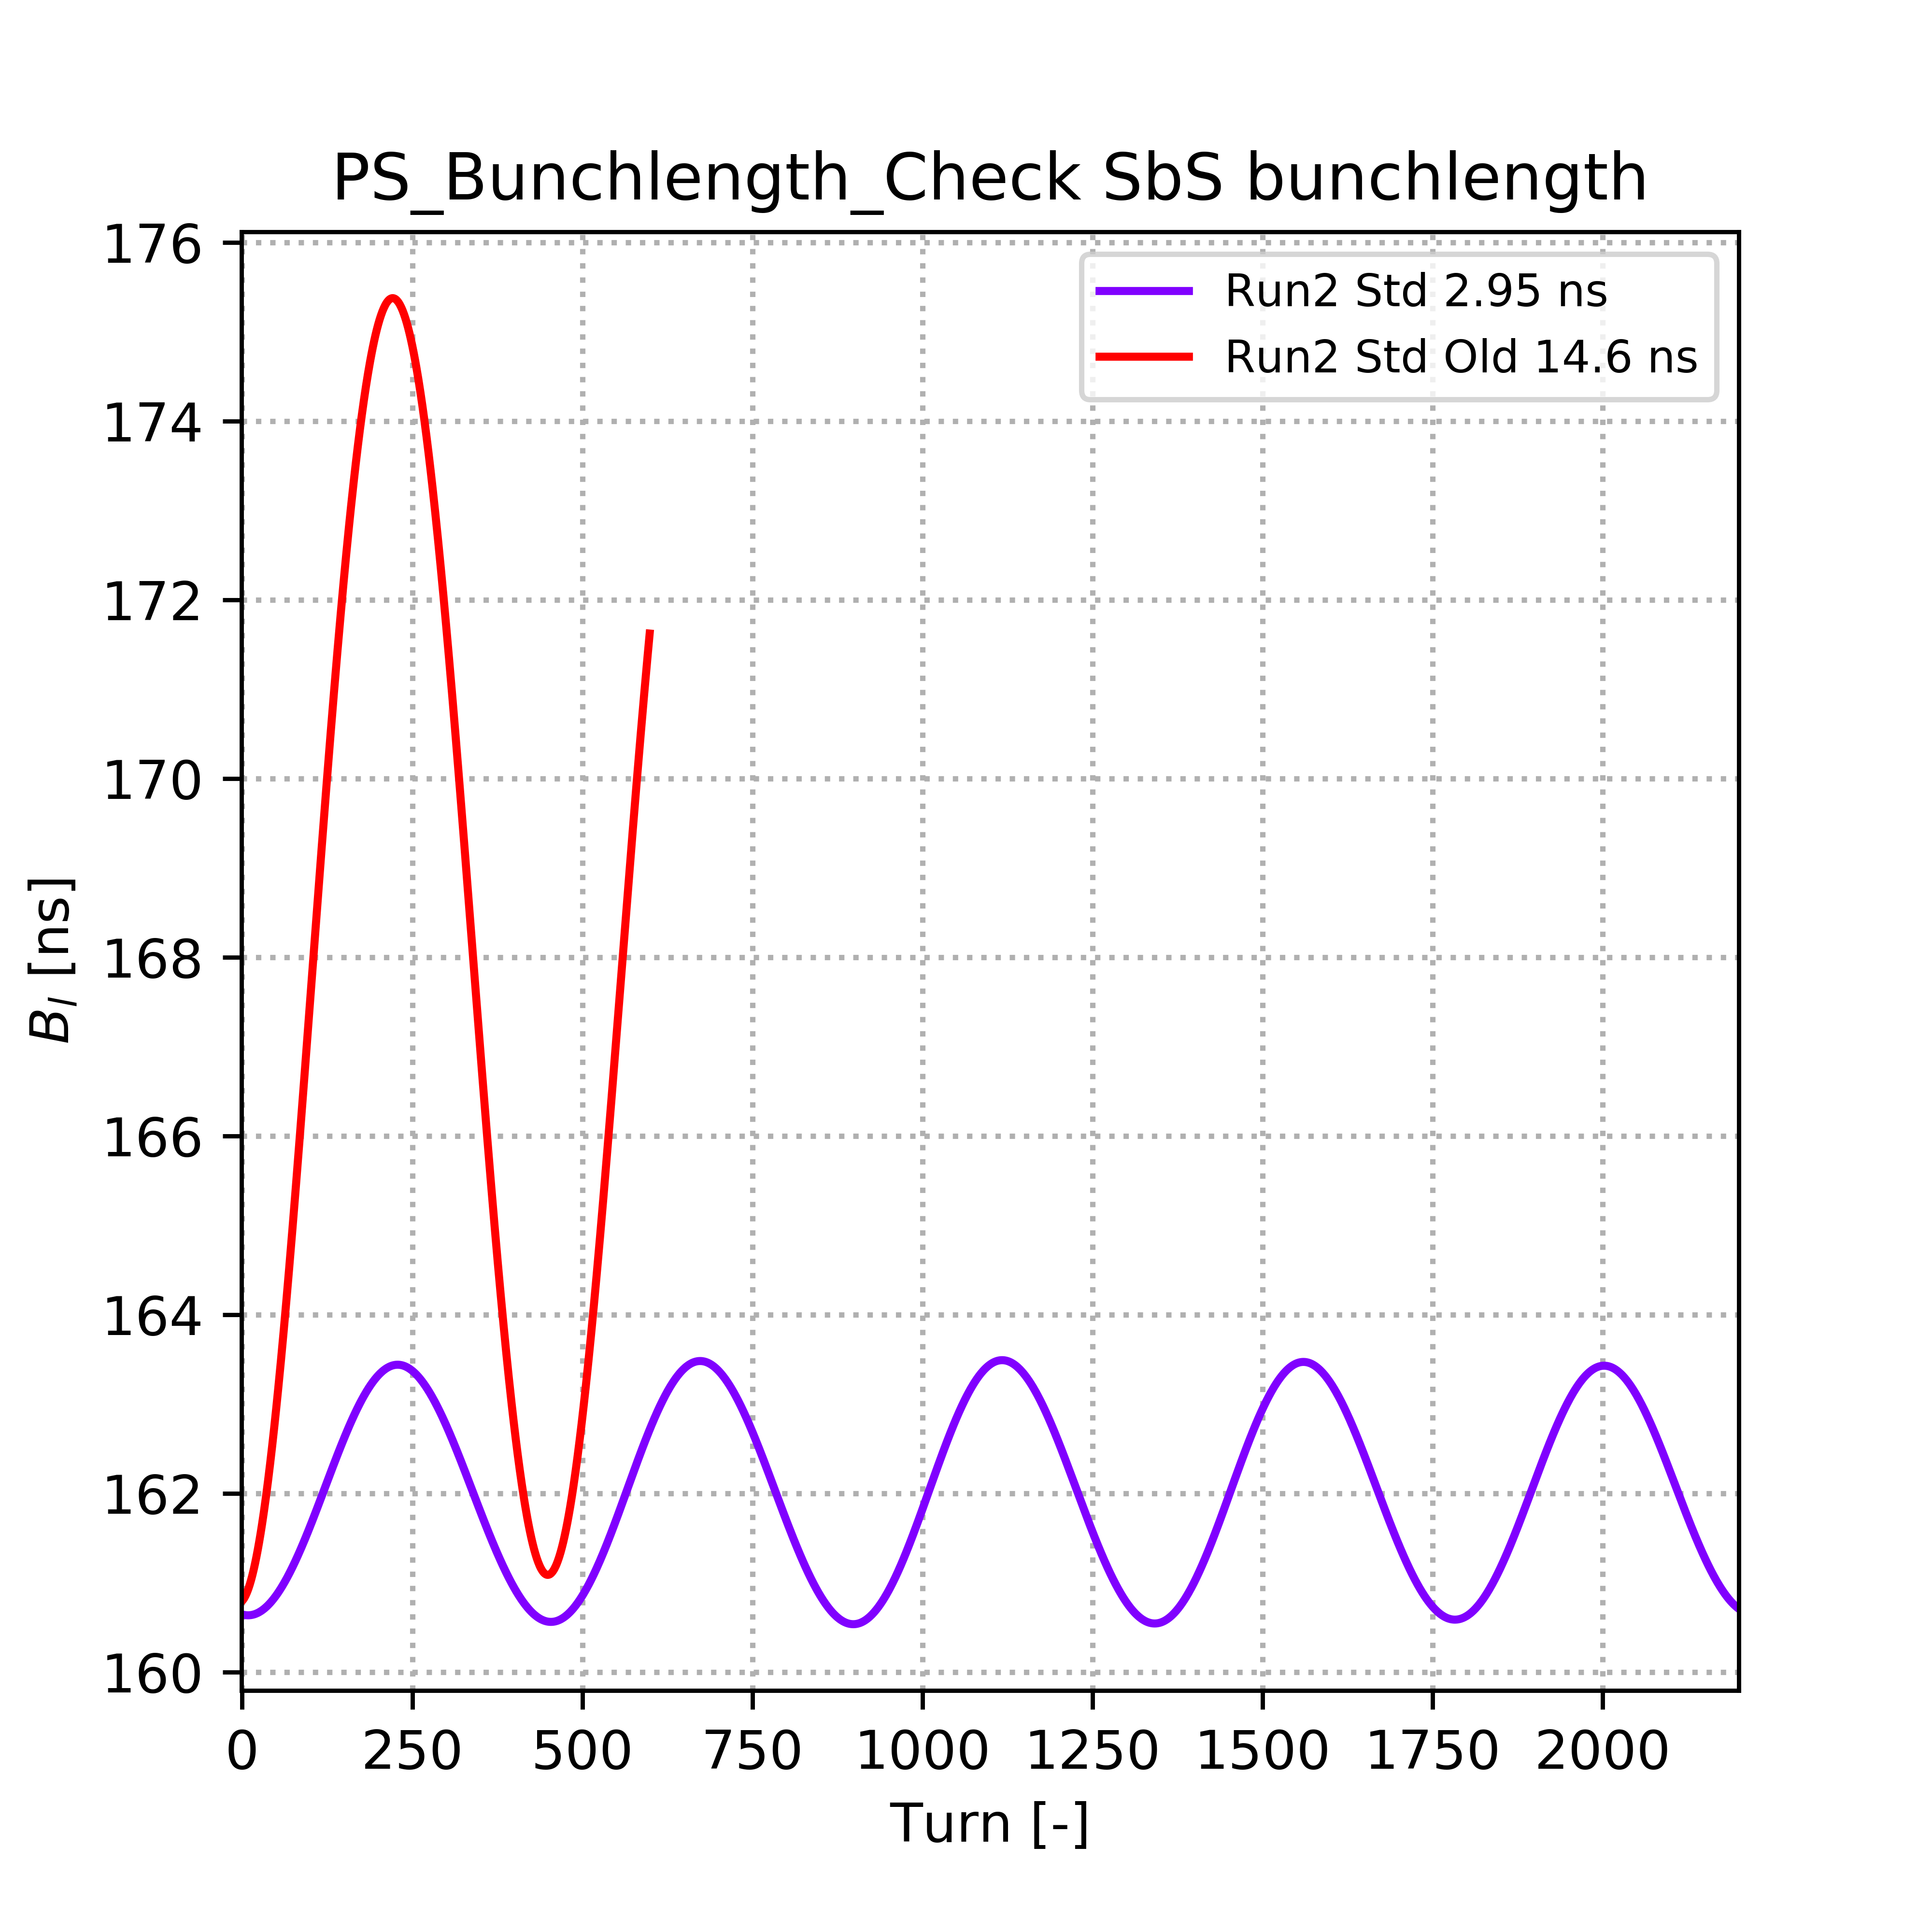 PS_Bunchlength_Check SbS bunchlength
Run2 Std 2.95 ns
Run2 Std Old 14.6 ns
176
174
172
170
168
166
164
162
160
B_l [ns]
0 250 500 750 1000 1250 1500 1750 2000
Turn [-]